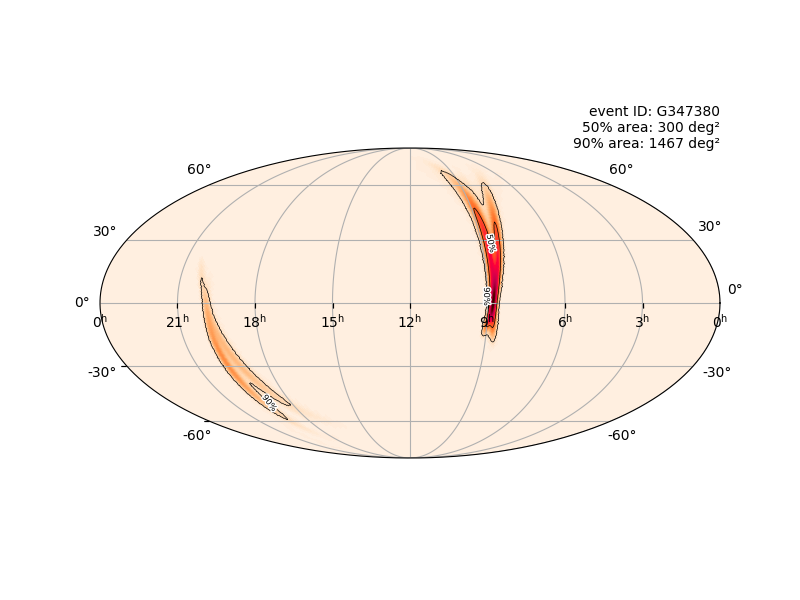 event ID: G347380
50% area: 300 deg²
90% area: 1467 deg²
60° 60°
30° 30°
0° 0°
0ʰ 21ʰ 18ʰ 15ʰ 12ʰ 9ʰ 6ʰ 3ʰ 0ʰ
-30° -30°
-60° -60°
50%
90%
90%